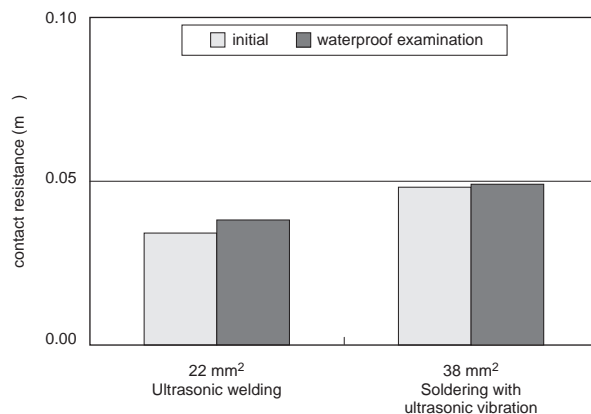 0.10
initial
waterproof examination
contact resistance (m )
0.05
0.00
22 mm²
Ultrasonic welding
38 mm²
Soldering with
ultrasonic vibration